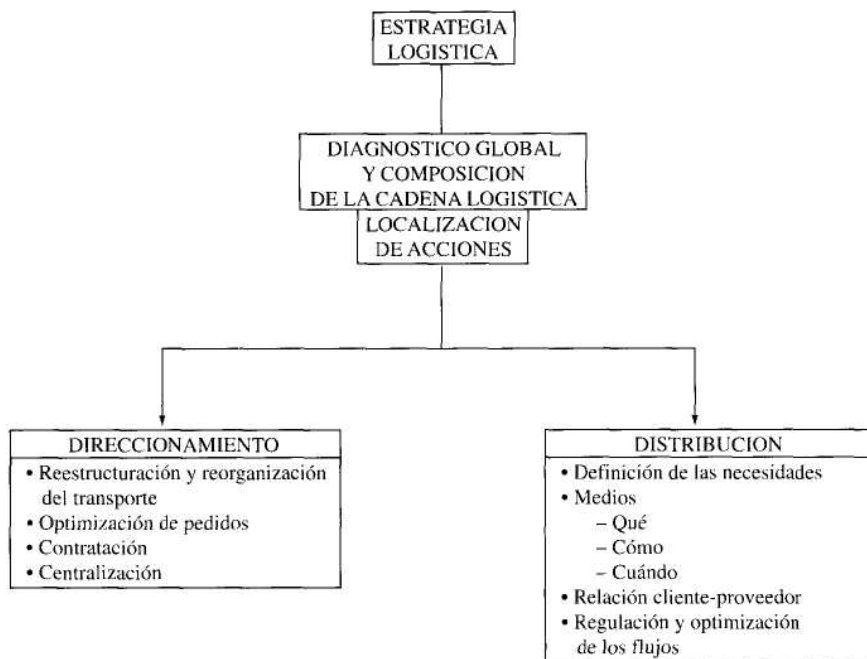 ESTRATEGIA
LOGISTICA
DIAGNOSTICO GLOBAL
Y COMPOSICION
DE LA CADENA LOGISTICA
LOCALIZACION
DE ACCIONES
DIRECCIONAMIENTO
• Reestructuración y reorganización
del transporte
• Optimización de pedidos
• Contratación
• Centralización
DISTRIBUCION
• Definición de las necesidades
• Medios
– Qué
– Cómo
– Cuándo
• Relación cliente-proveedor
• Regulación y optimización
de los flujos